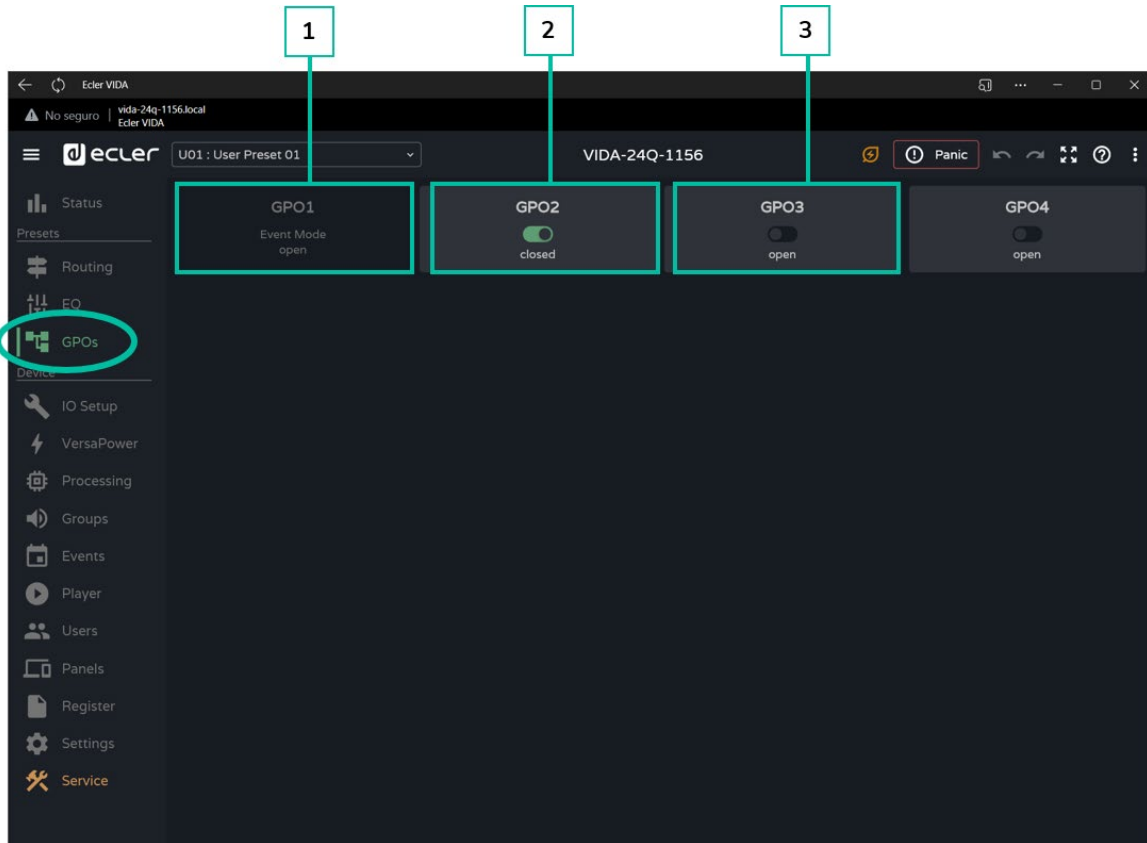 1
2
3
Ecler VIDA
No seguro
vida-24q-1156.local
Ecler VIDA
ecler
U01 : User Preset 01
VIDA-24Q-1156
Panic
Status
Presets
Routing
EQ
GPOs
Device
IO Setup
VersaPower
Processing
Groups
Events
Player
Users
Panels
Register
Settings
Service
GPO1
Event Mode
open
GPO2
closed
GPO3
open
GPO4
open